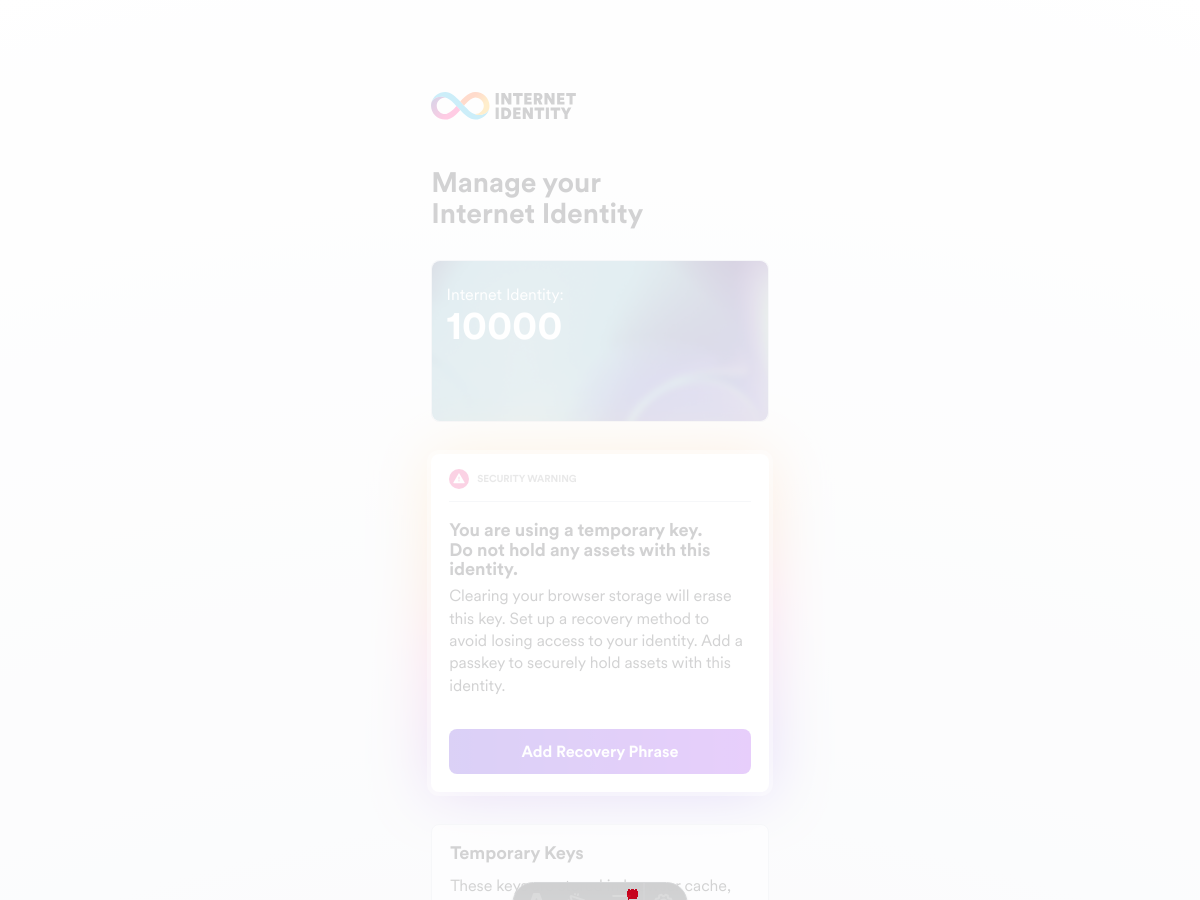 INTERNET
IDENTITY
Manage your
Internet Identity
Internet Identity:
10000
SECURITY WARNING
You are using a temporary key.
Do not hold any assets with this
identity.
Clearing your browser storage will erase
this key. Set up a recovery method to
avoid losing access to your identity. Add a
passkey to securely hold assets with this
identity.
Add Recovery Phrase
Temporary Keys
These cache,